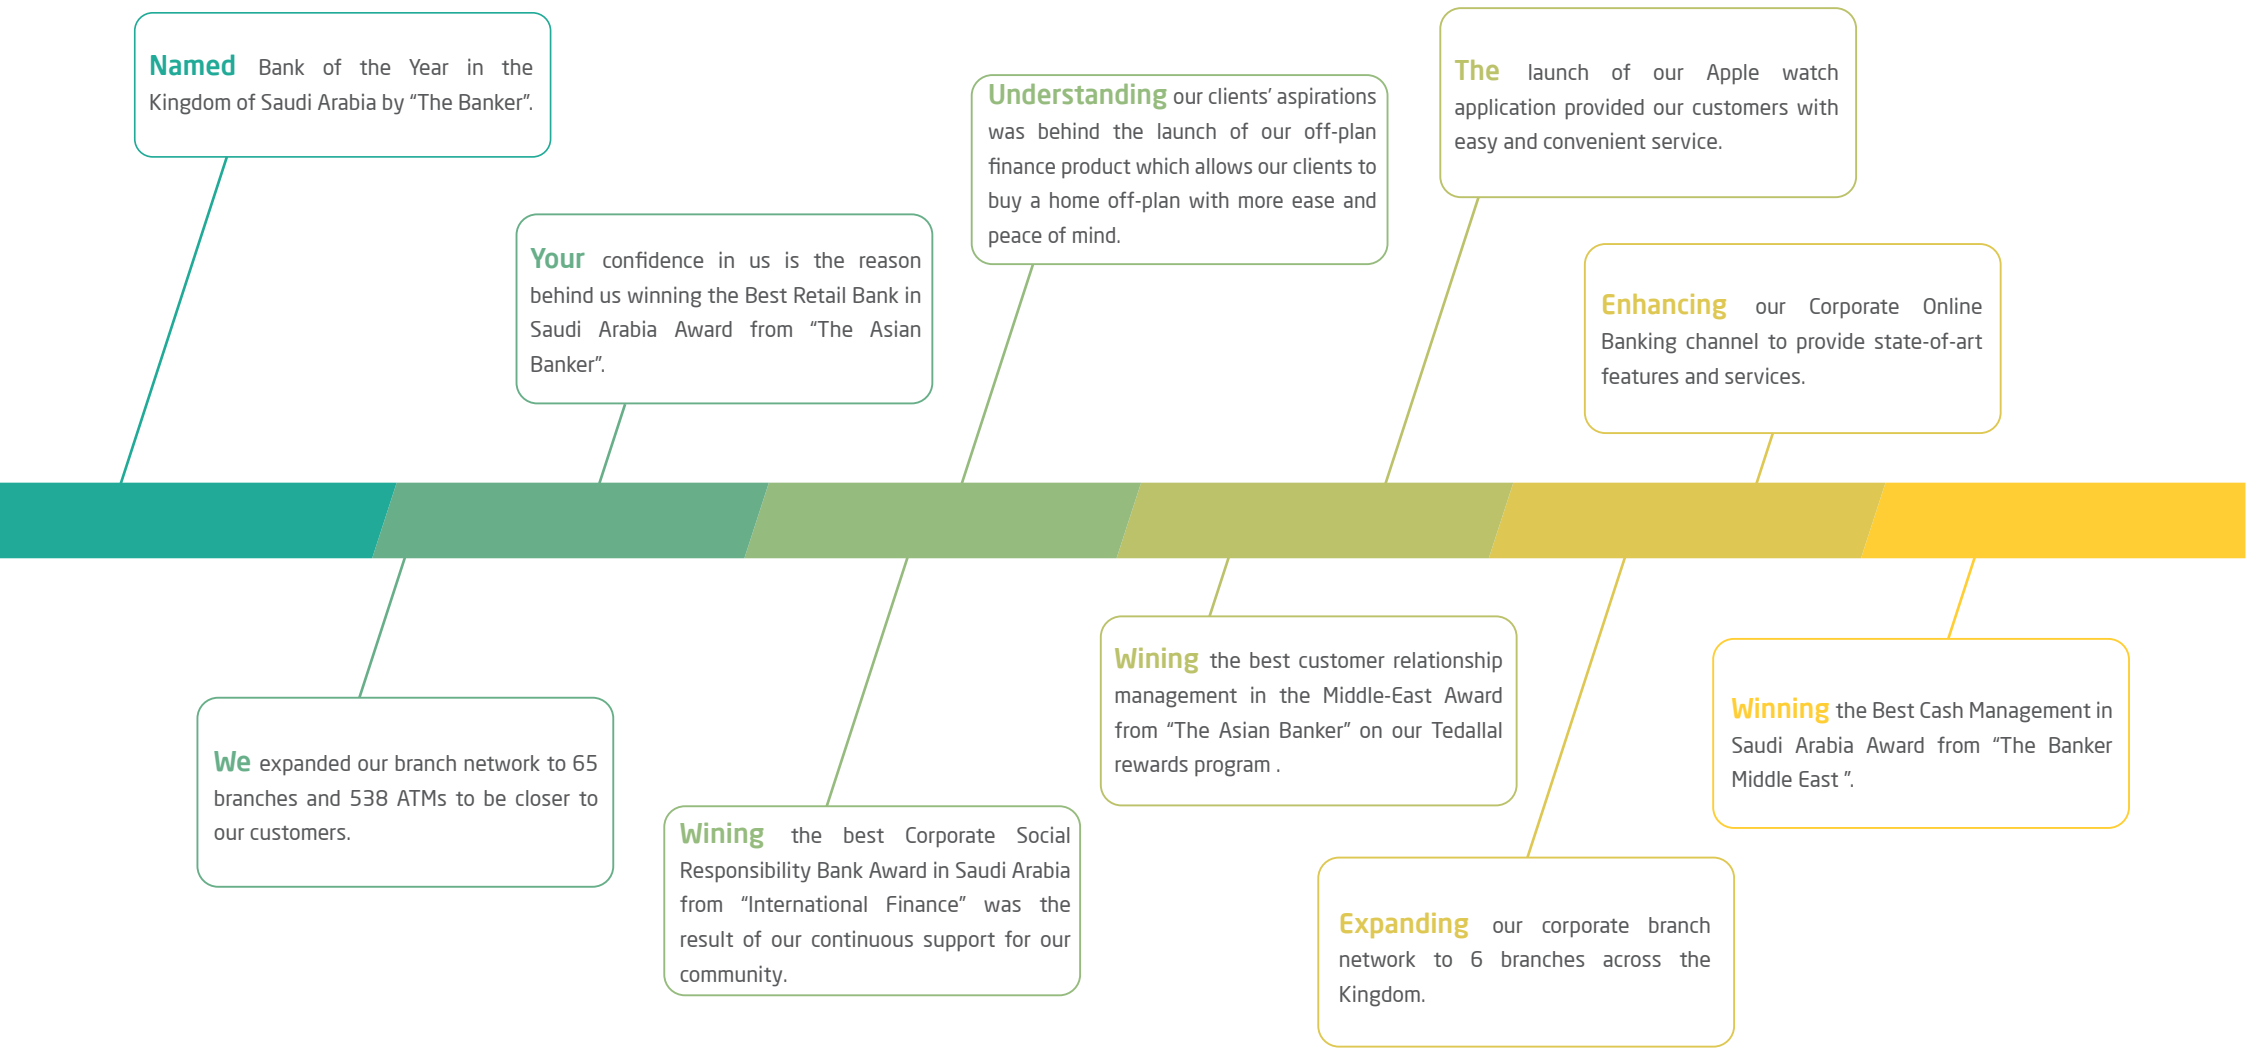 Named Bank of the Year in the
Kingdom of Saudi Arabia by “The Banker”.
Your confidence in us is the reason
behind us winning the Best Retail Bank in
Saudi Arabia Award from “The Asian
Banker”.
Understanding our clients’ aspirations
was behind the launch of our off-plan
finance product which allows our clients to
buy a home off-plan with more ease and
peace of mind.
The launch of our Apple watch
application provided our customers with
easy and convenient service.
Enhancing our Corporate Online
Banking channel to provide state-of-art
features and services.
We expanded our branch network to 65
branches and 538 ATMs to be closer to
our customers.
Wining the best Corporate Social
Responsibility Bank Award in Saudi Arabia
from “International Finance” was the
result of our continuous support for our
community.
Wining the best customer relationship
management in the Middle-East Award
from “The Asian Banker” on our Tedallal
rewards program .
Expanding our corporate branch
network to 6 branches across the
Kingdom.
Winning the Best Cash Management in
Saudi Arabia Award from “The Banker
Middle East ”.